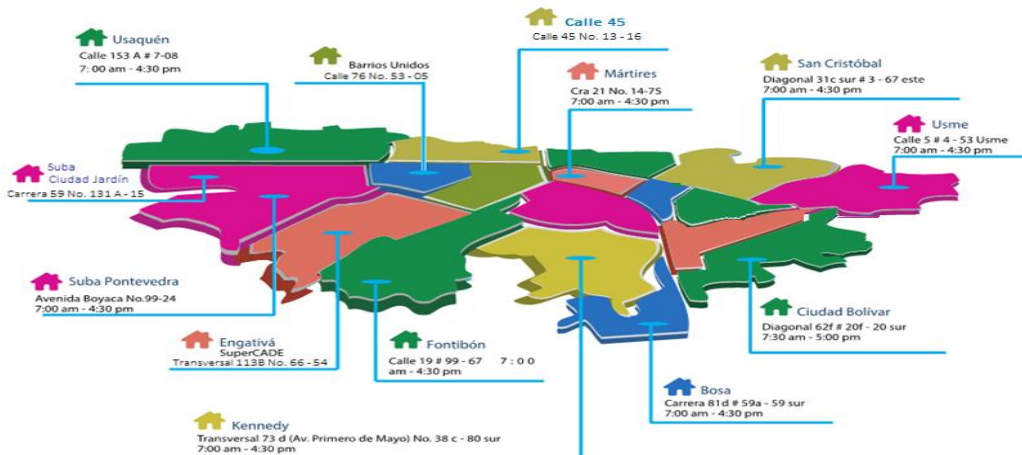 Calle 45
Calle 45 No. 13 - 16
Usaquén
Calle 153 A # 7-08
7: 00 am - 4:30 pm
Barrios Unidos
Calle 76 No. 53 - 05
Mártires
Cra 21 No. 14-75
7:00 am - 4:30 pm
San Cristóbal
Diagonal 31c sur # 3 - 67 este
7:00 am - 4:30 pm
Usme
Calle 5 # 4 - 53 Usme
7:00 am - 4:30 pm
Suba
Ciudad Jardín
Carrera 59 No. 131 A - 15
Suba Pontevedra
Avenida Boyaca No.99-24
7:00 am - 4:30 pm
Engativá
SuperCADE
Transversal 113B No. 66 - 54
Fontibón
Calle 19 # 99 - 67 7 : 0 0
am - 4:30 pm
Ciudad Bolívar
Diagonal 62f # 20f - 20 sur
7:30 am - 5:00 pm
Bosa
Carrera 81d # 59a - 59 sur
7:00 am - 4:30 pm
Kennedy
Transversal 73 d (Av. Primero de Mayo) No. 38 c - 80 sur
7:00 am - 4:30 pm